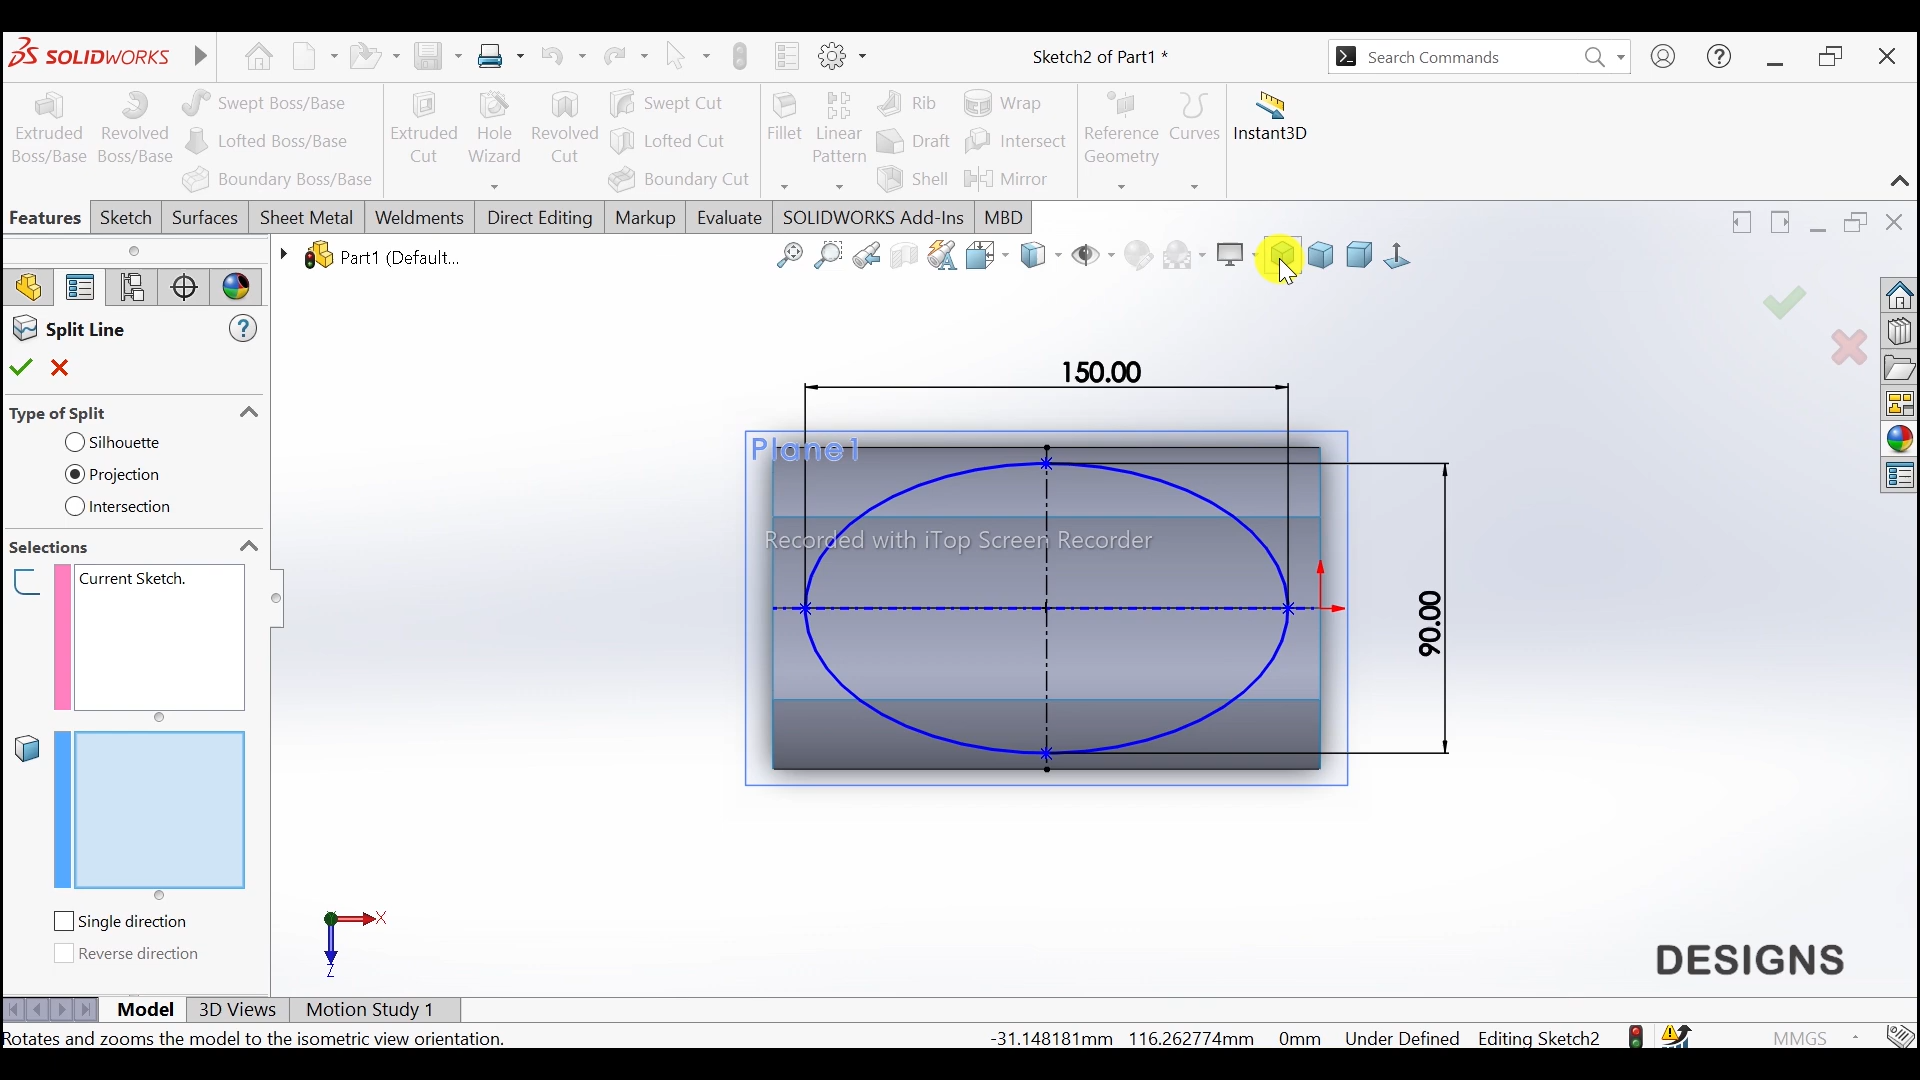 SOLIDWORKS
Sketch2 of Part1 *
Search Commands
Extruded Boss/Base
Revolved Boss/Base
Swept Boss/Base
Lofted Boss/Base
Boundary Boss/Base
Extruded Cut
Hole Wizard
Revolved Cut
Swept Cut
Lofted Cut
Boundary Cut
Fillet
Linear Pattern
Rib
Draft
Shell
Wrap
Intersect
Mirror
Reference Geometry
Curves
Instant3D
Features
Sketch
Surfaces
Sheet Metal
Weldments
Direct Editing
Markup
Evaluate
SOLIDWORKS Add-Ins
MBD
Part1 (Default...
Split Line
Type of Split
Silhouette
Projection
Intersection
Selections
Current Sketch.
Single direction
Reverse direction
150.00
Plane1
Recorded with iTop Screen Recorder
90.00
X
Z
DESIGNS
Model
3D Views
Motion Study 1
Rotates and zooms the model to the isometric view orientation.
-31.148181mm 116.262774mm 0mm Under Defined Editing Sketch2
MMGS